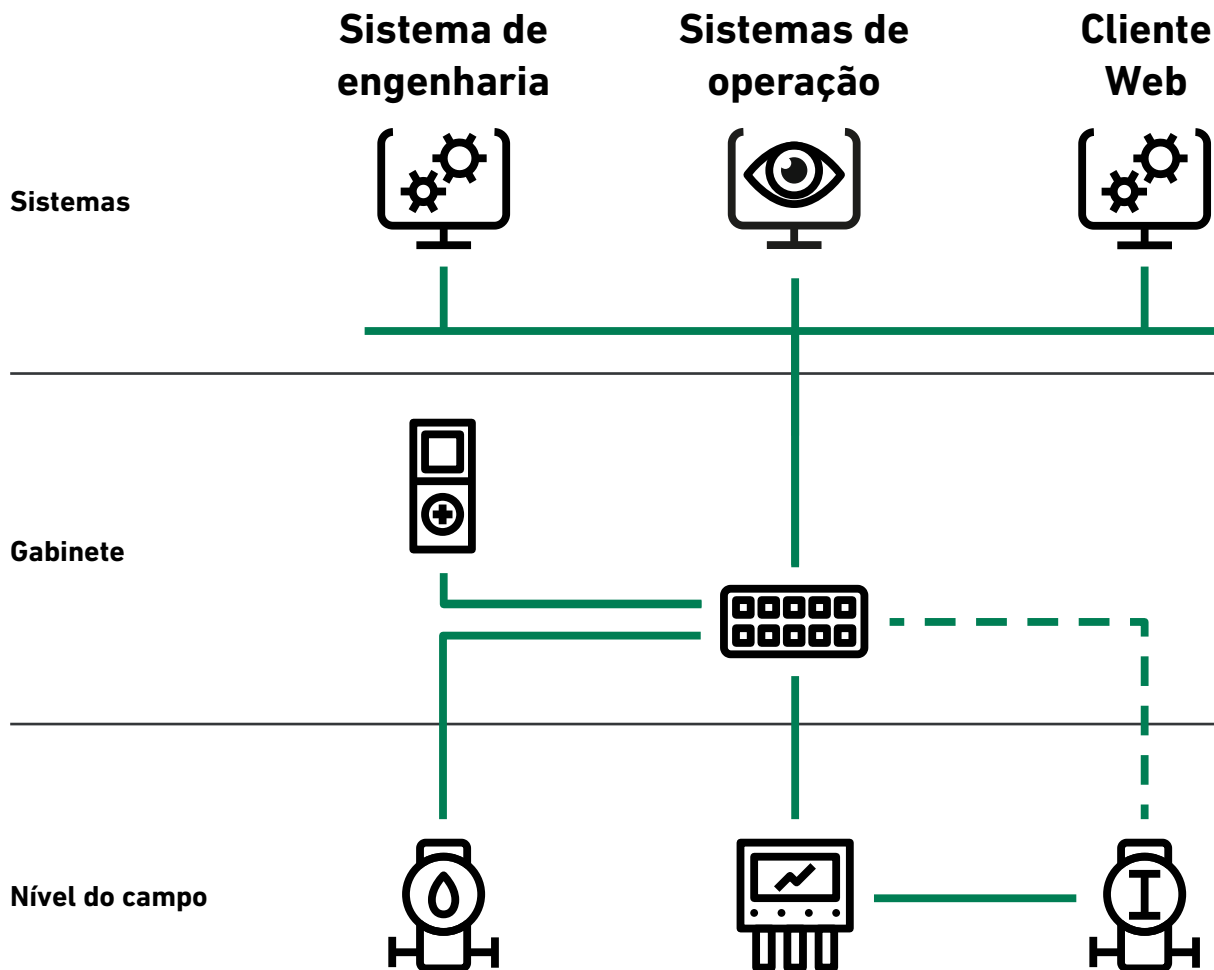 Sistema de
engenharia
Sistemas de
operação
Cliente
Web
Sistemas
Gabinete
Nível do campo